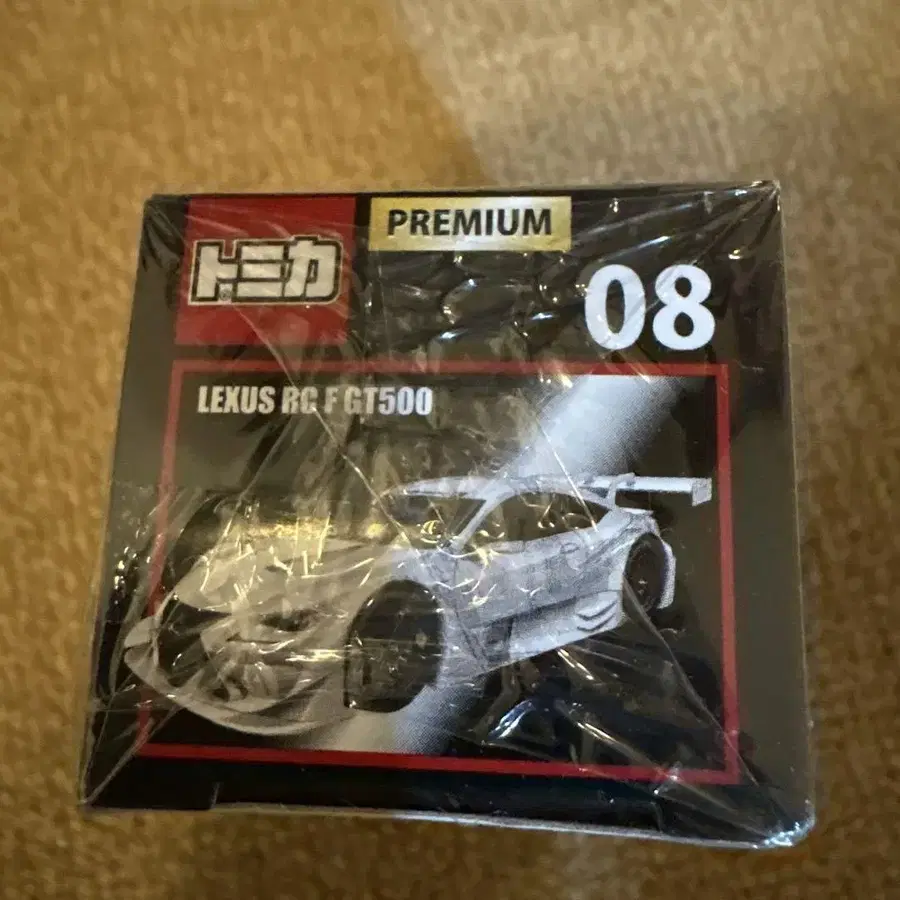 PREMIUM
トミカ
08
LEXUS RC F GT500